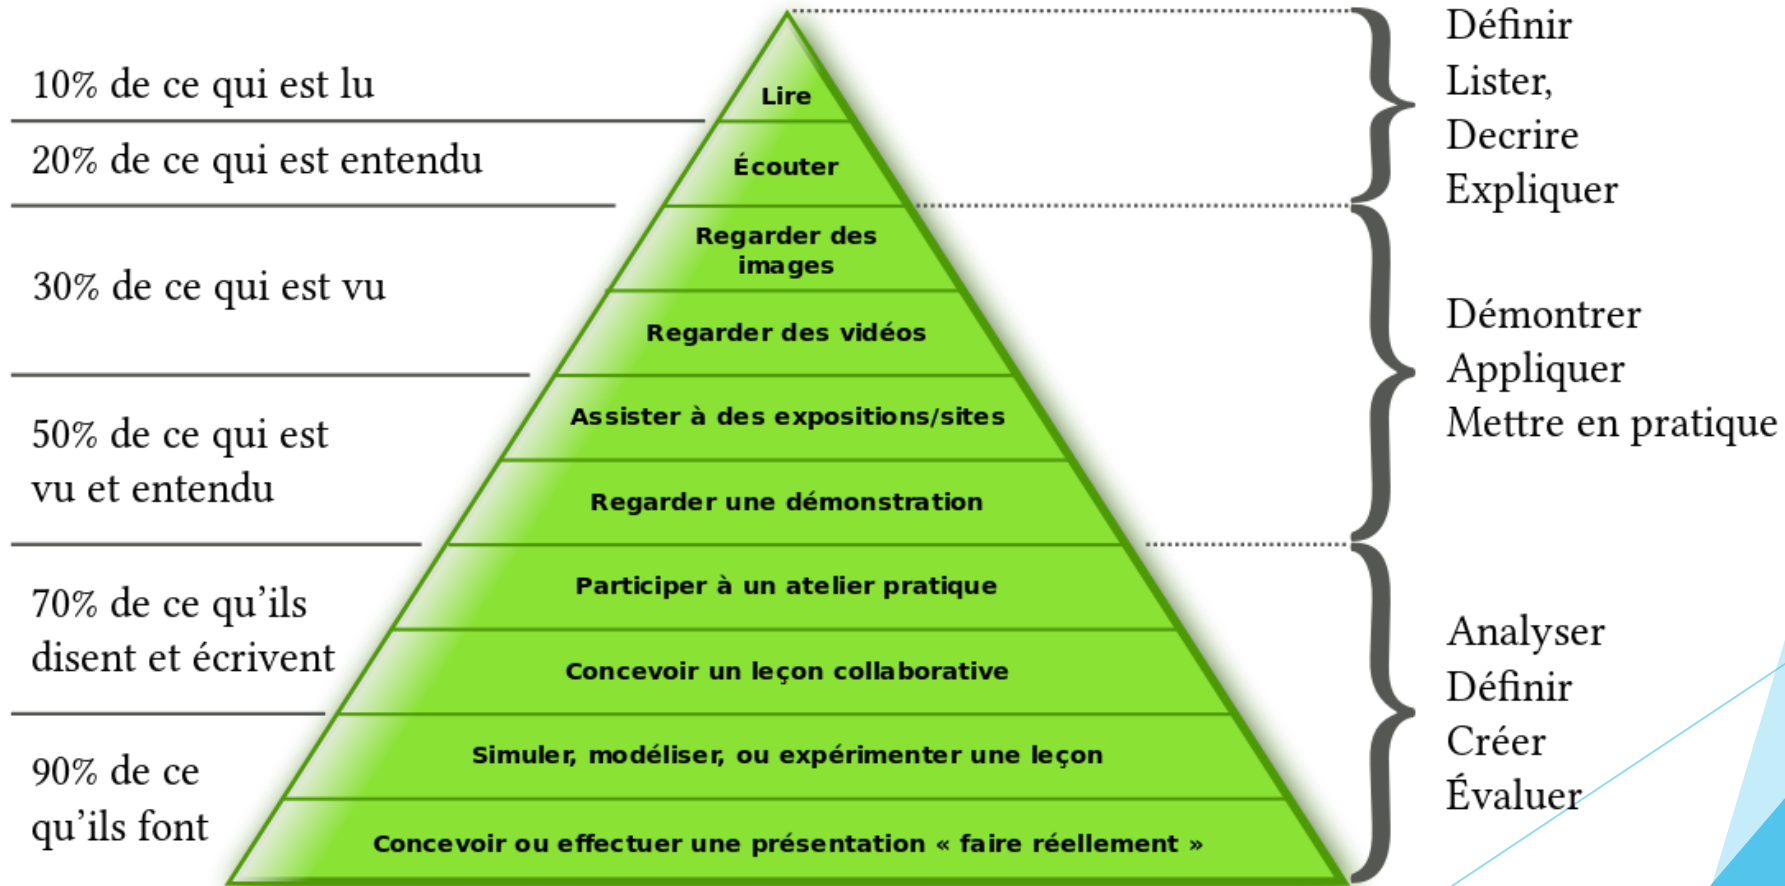 10% de ce qui est lu
20% de ce qui est entendu
30% de ce qui est vu
50% de ce qui est
vu et entendu
70% de ce qu’ils
disent et écrivent
90% de ce
qu’ils font
Lire
Écouter
Regarder des
images
Regarder des vidéos
Assister à des expositions/sites
Regarder une démonstration
Participer à un atelier pratique
Concevoir un leçon collaborative
Simuler, modéliser, ou expérimenter une leçon
Concevoir ou effectuer une présentation « faire réellement »
Définir
Lister,
Decrire
Expliquer
Démontrer
Appliquer
Mettre en pratique
Analyser
Définir
Créer
Évaluer